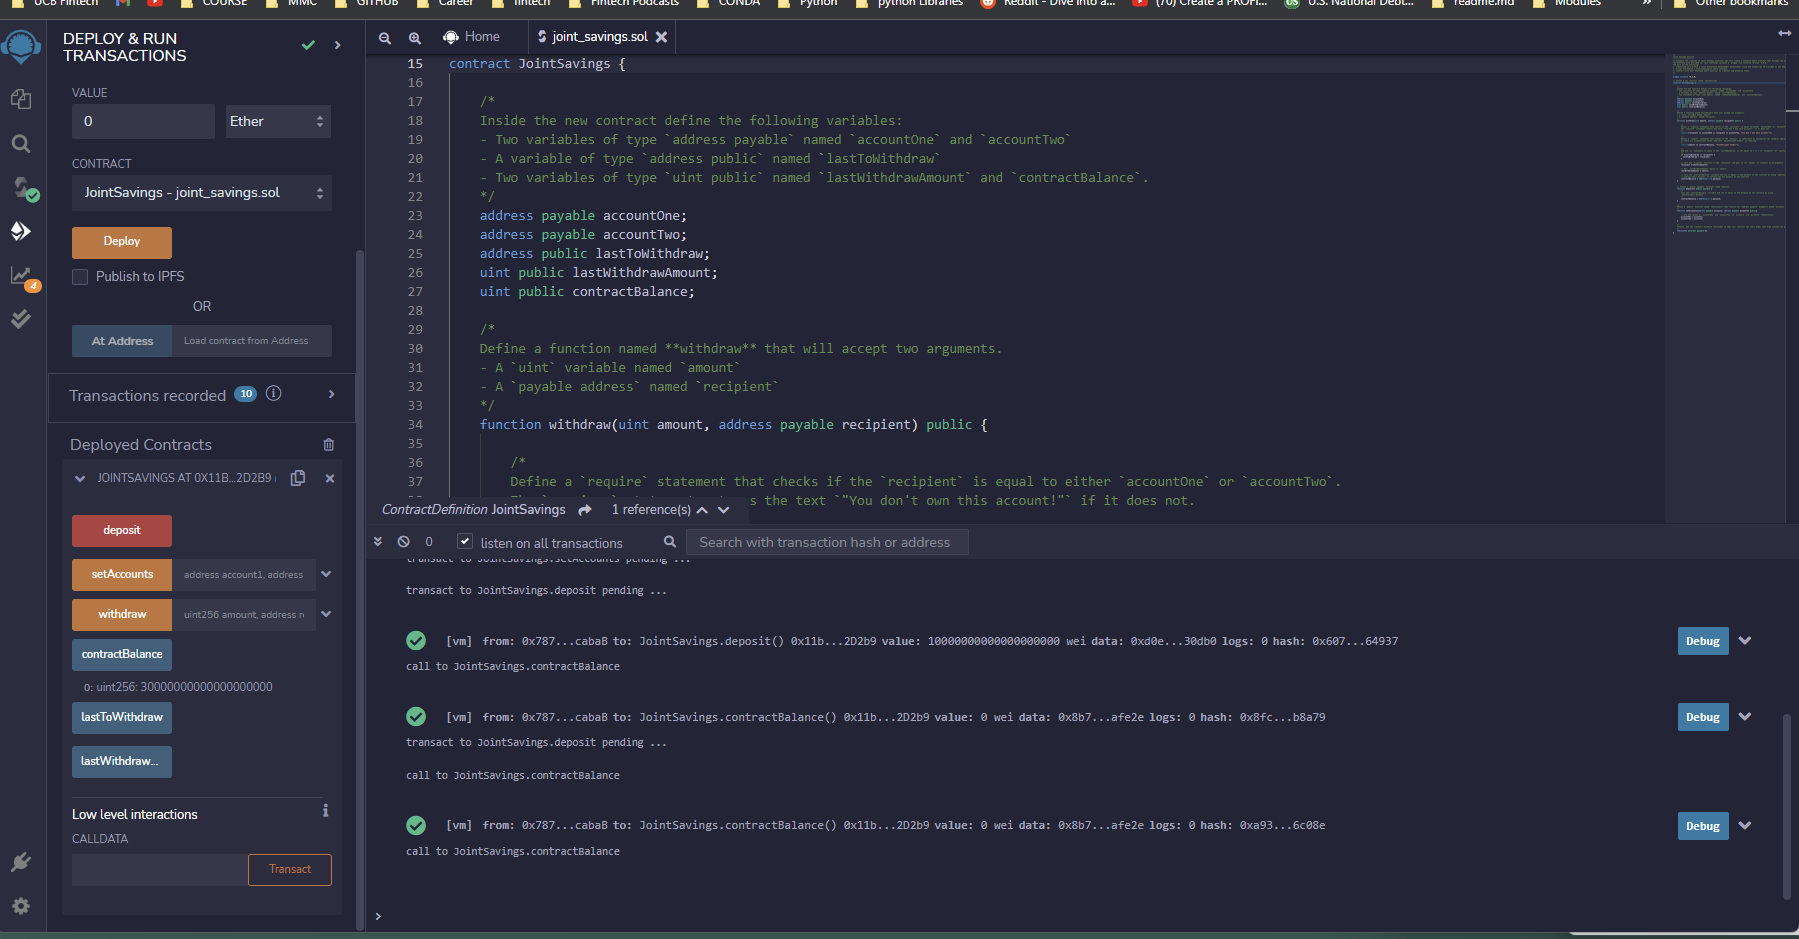 UCB Fintech
COURSE
MMC
GITHUB
Career
fintech
Fintech Podcasts
CONDA
Python
python Libraries
Reddit - Dive into a...
(70) Create a PROFI...
U.S. National Debt...
readme.md
Modules
»
Other bookmarks
DEPLOY & RUN
TRANSACTIONS
VALUE
0
Ether
CONTRACT
JointSavings - joint_savings.sol
Deploy
Publish to IPFS
OR
At Address
Load contract from Address
4
Transactions recorded 10 i
Deployed Contracts
JOINTSAVINGS AT 0X11B...2D2B9
deposit
setAccounts
address account1, address
withdraw
uint256 amount, address re
contractBalance
0: uint256: 30000000000000000000
lastToWithdraw
lastWithdraw...
Low level interactions
i
CALLDATA
Transact
Home
joint_savings.sol
15 contract JointSavings {
16
17 /*
18 Inside the new contract define the following variables:
19 - Two variables of type `address payable` named `accountOne` and `accountTwo`
20 - A variable of type `address public` named `lastToWithdraw`
21 - Two variables of type `uint public` named `lastWithdrawAmount` and `contractBalance`.
22 */
23 address payable accountOne;
24 address payable accountTwo;
25 address public lastToWithdraw;
26 uint public lastWithdrawAmount;
27 uint public contractBalance;
28
29 /*
30 Define a function named **withdraw** that will accept two arguments.
31 - A `uint` variable named `amount`
32 - A `payable address` named `recipient`
33 */
34 function withdraw(uint amount, address payable recipient) public {
35
36 /*
37 Define a `require` statement that checks if the `recipient` is equal to either `accountOne` or `accountTwo`.
s the text `"You don't own this account!"` if it does not.
ContractDefinition JointSavings 1 reference(s)
0
listen on all transactions
Search with transaction hash or address
transact to JointSavings.setAccounts pending ...
transact to JointSavings.deposit pending ...
[vm] from: 0x787...cabaB to: JointSavings.deposit() 0x11b...2D2b9 value: 10000000000000000000 wei data: 0xd0e...30db0 logs: 0 hash: 0x607...64937
Debug
call to JointSavings.contractBalance
[vm] from: 0x787...cabaB to: JointSavings.contractBalance() 0x11b...2D2b9 value: 0 wei data: 0x8b7...afe2e logs: 0 hash: 0x8fc...b8a79
Debug
transact to JointSavings.deposit pending ...
call to JointSavings.contractBalance
[vm] from: 0x787...cabaB to: JointSavings.contractBalance() 0x11b...2D2b9 value: 0 wei data: 0x8b7...afe2e logs: 0 hash: 0xa93...6c08e
Debug
call to JointSavings.contractBalance
>